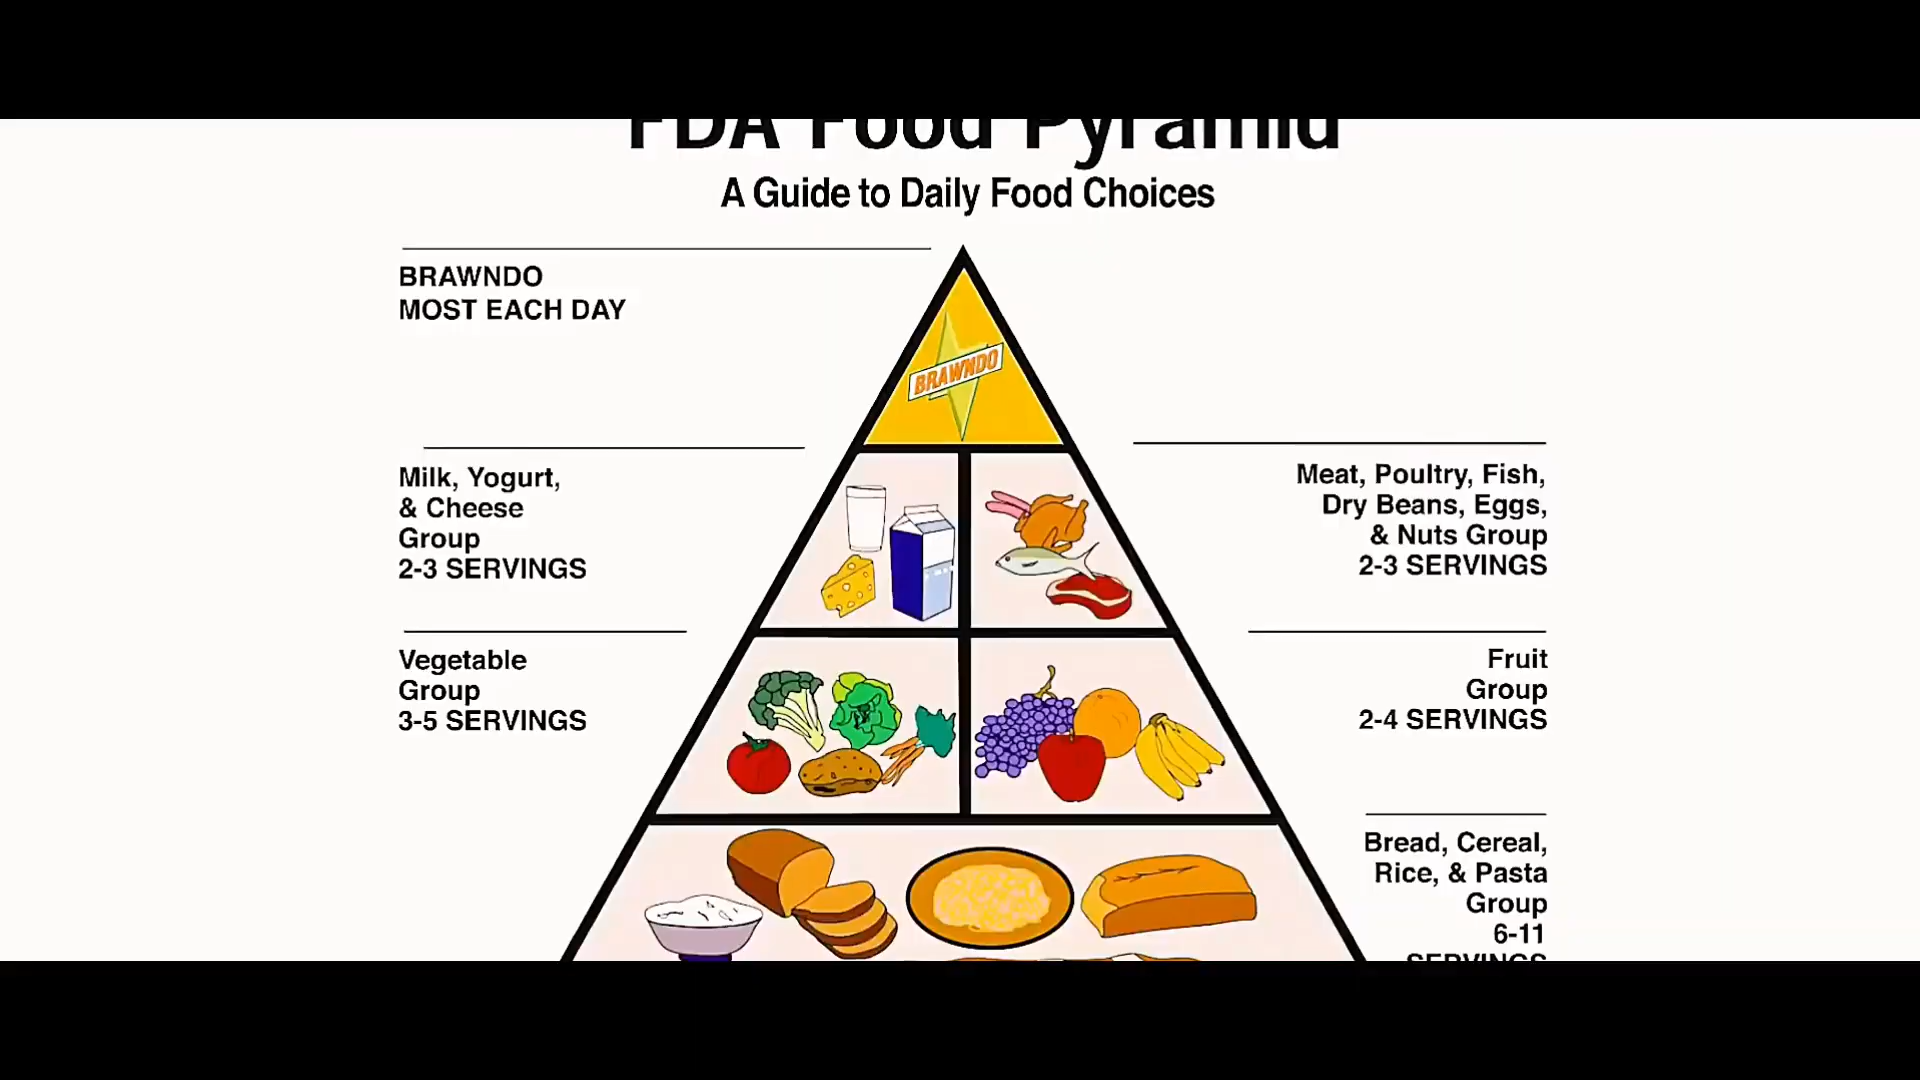 FDA Food Pyramid
A Guide to Daily Food Choices
BRAWNDO
MOST EACH DAY
BRAWNDO
Milk, Yogurt,
& Cheese
Group
2-3 SERVINGS
Meat, Poultry, Fish,
Dry Beans, Eggs,
& Nuts Group
2-3 SERVINGS
Vegetable
Group
3-5 SERVINGS
Fruit
Group
2-4 SERVINGS
Bread, Cereal,
Rice, & Pasta
Group
6-11
SERVINGS